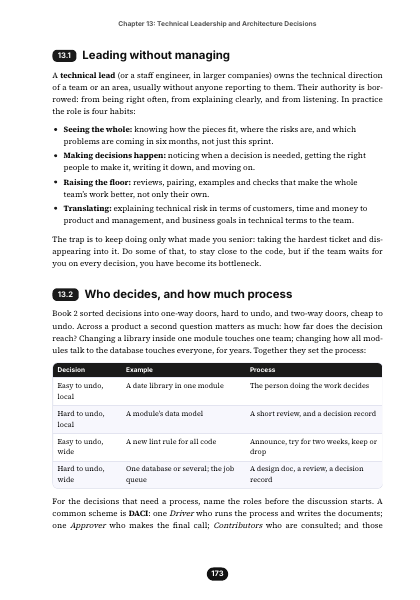 Chapter 13: Technical Leadership and Architecture Decisions
13.1 Leading without managing
A technical lead (or a staff engineer, in larger companies) owns the technical direction
of a team or an area, usually without anyone reporting to them. Their authority is bor-
rowed: from being right often, from explaining clearly, and from listening. In practice
the role is four habits:
• Seeing the whole: knowing how the pieces fit, where the risks are, and which
problems are coming in six months, not just this sprint.
• Making decisions happen: noticing when a decision is needed, getting the right
people to make it, writing it down, and moving on.
• Raising the floor: reviews, pairing, examples and checks that make the whole
team's work better, not only their own.
• Translating: explaining technical risk in terms of customers, time and money to
product and management, and business goals in technical terms to the team.
The trap is to keep doing only what made you senior: taking the hardest ticket and dis-
appearing into it. Do some of that, to stay close to the code, but if the team waits for
you on every decision, you have become its bottleneck.
13.2 Who decides, and how much process
Book 2 sorted decisions into one-way doors, hard to undo, and two-way doors, cheap to
undo. Across a product a second question matters as much: how far does the decision
reach? Changing a library inside one module touches one team; changing how all mod-
ules talk to the database touches everyone, for years. Together they set the process:
Decision Example Process
Easy to undo, A date library in one module The person doing the work decides
local
Hard to undo, A module's data model A short review, and a decision record
local
Easy to undo, A new lint rule for all code Announce, try for two weeks, keep or
wide drop
Hard to undo, One database or several; the job A design doc, a review, a decision
wide queue record
For the decisions that need a process, name the roles before the discussion starts. A
common scheme is DACI: one Driver who runs the process and writes the documents;
one Approver who makes the final call; Contributors who are consulted; and those
173